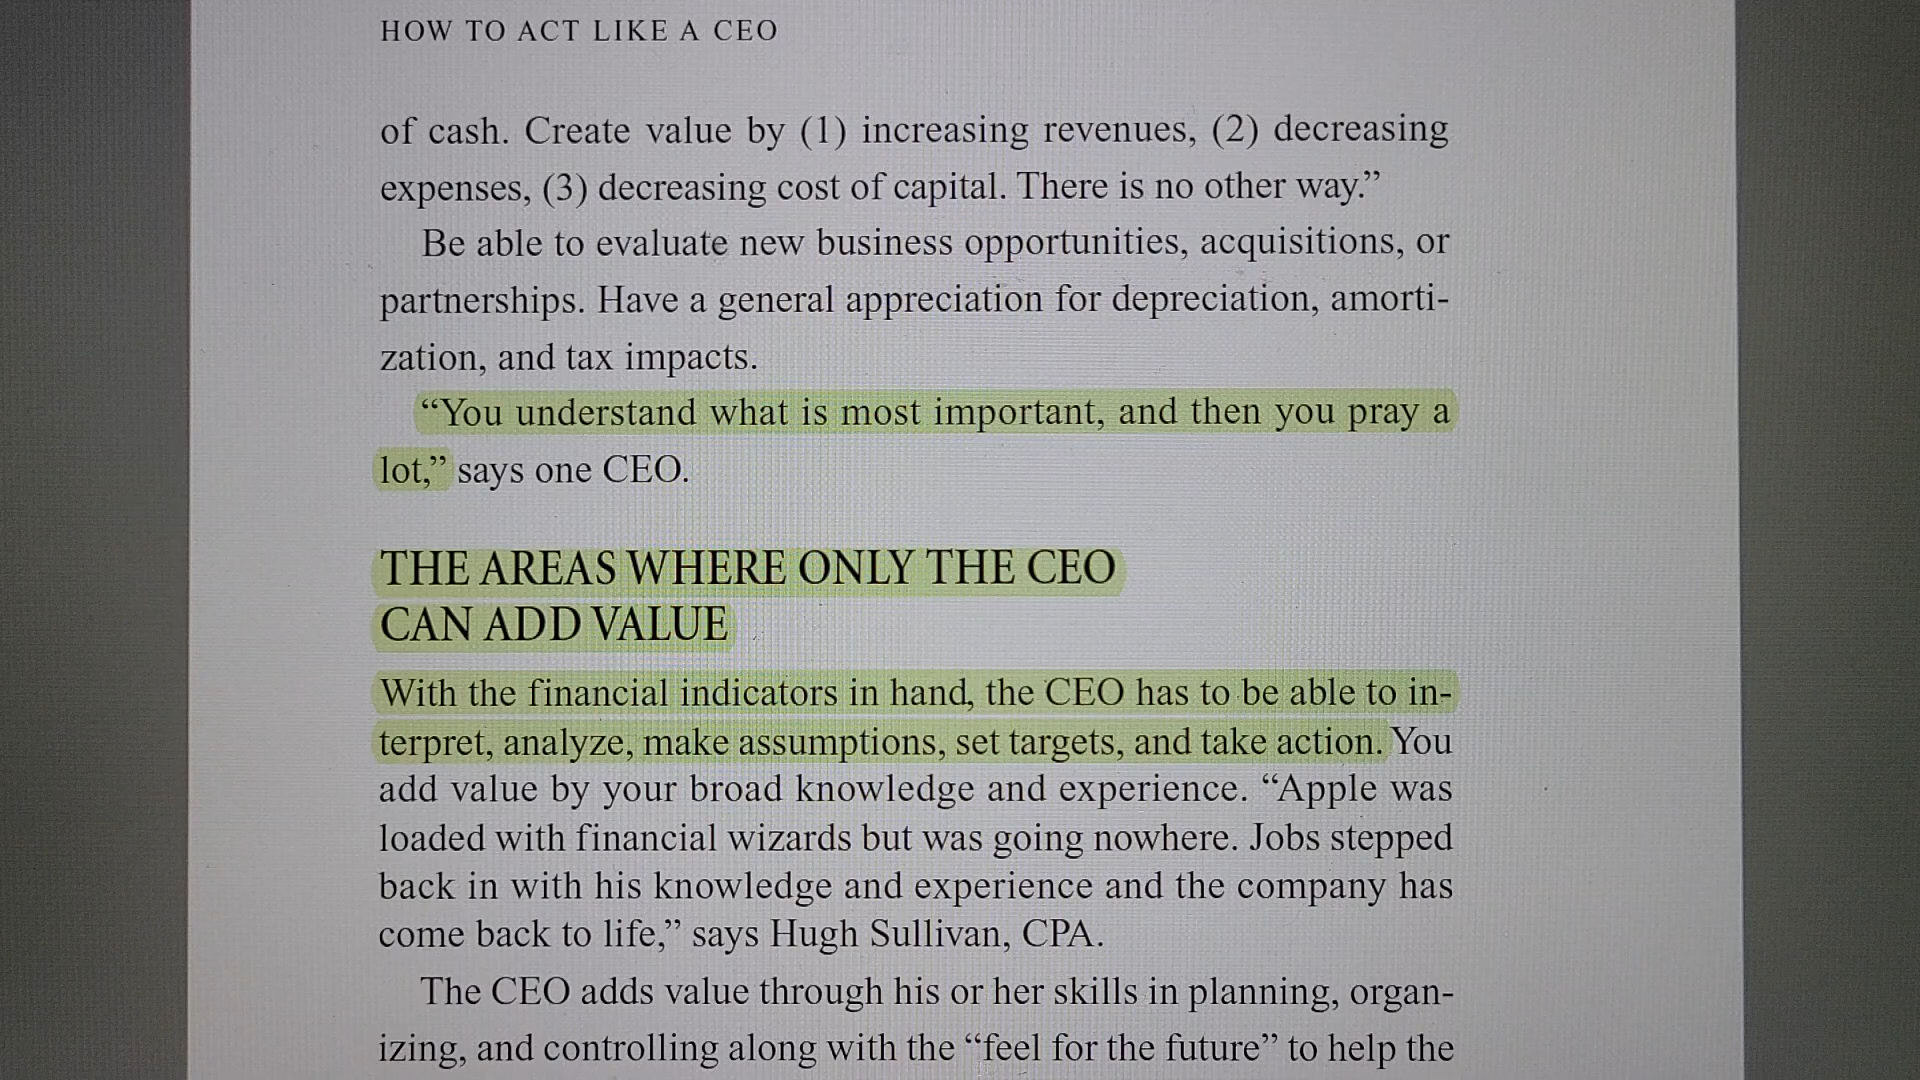 HOW TO ACT LIKE A CEO
of cash. Create value by (1) increasing revenues, (2) decreasing
expenses, (3) decreasing cost of capital. There is no other way.”
Be able to evaluate new business opportunities, acquisitions, or
partnerships. Have a general appreciation for depreciation, amorti-
zation, and tax impacts.
“You understand what is most important, and then you pray a
lot,” says one CEO.
THE AREAS WHERE ONLY THE CEO
CAN ADD VALUE
With the financial indicators in hand, the CEO has to be able to in-
terpret, analyze, make assumptions, set targets, and take action. You
add value by your broad knowledge and experience. “Apple was
loaded with financial wizards but was going nowhere. Jobs stepped
back in with his knowledge and experience and the company has
come back to life,” says Hugh Sullivan, CPA.
The CEO adds value through his or her skills in planning, organ-
izing, and controlling along with the “feel for the future” to help the